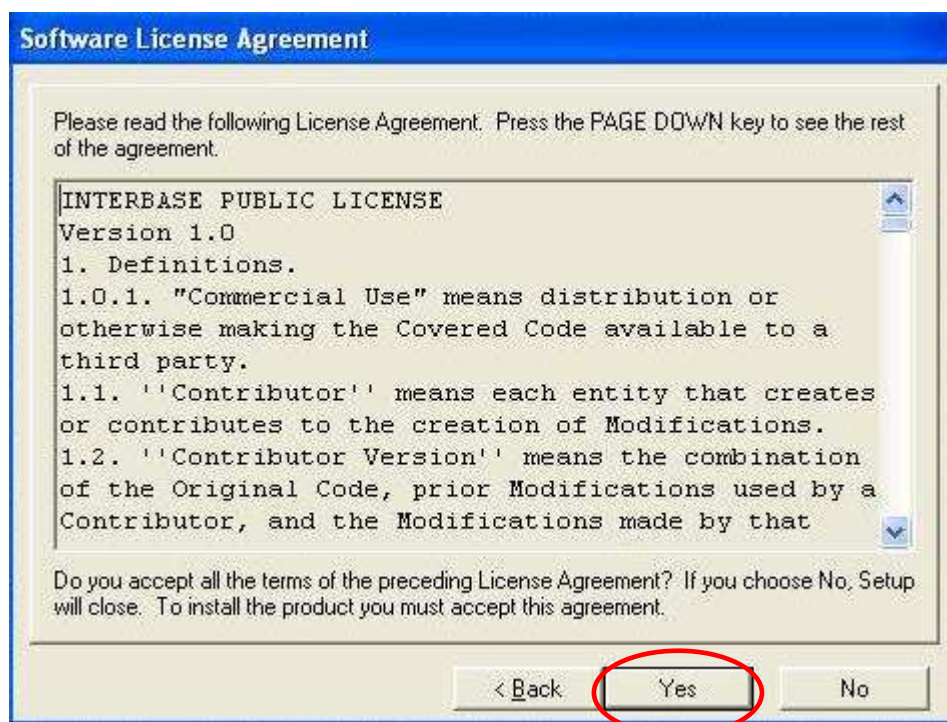 Software License Agreement
Please read the following License Agreement. Press the PAGE DOWN key to see the rest
of the agreement.
INTERBASE PUBLIC LICENSE
Version 1.0
1. Definitions.
1.0.1. "Commercial Use" means distribution or
otherwise making the Covered Code available to a
third party.
1.1. ''Contributor'' means each entity that creates
or contributes to the creation of Modifications.
1.2. ''Contributor Version'' means the combination
of the Original Code, prior Modifications used by a
Contributor, and the Modifications made by that
Do you accept all the terms of the preceding License Agreement? If you choose No, Setup
will close. To install the product you must accept this agreement.
< Back Yes No